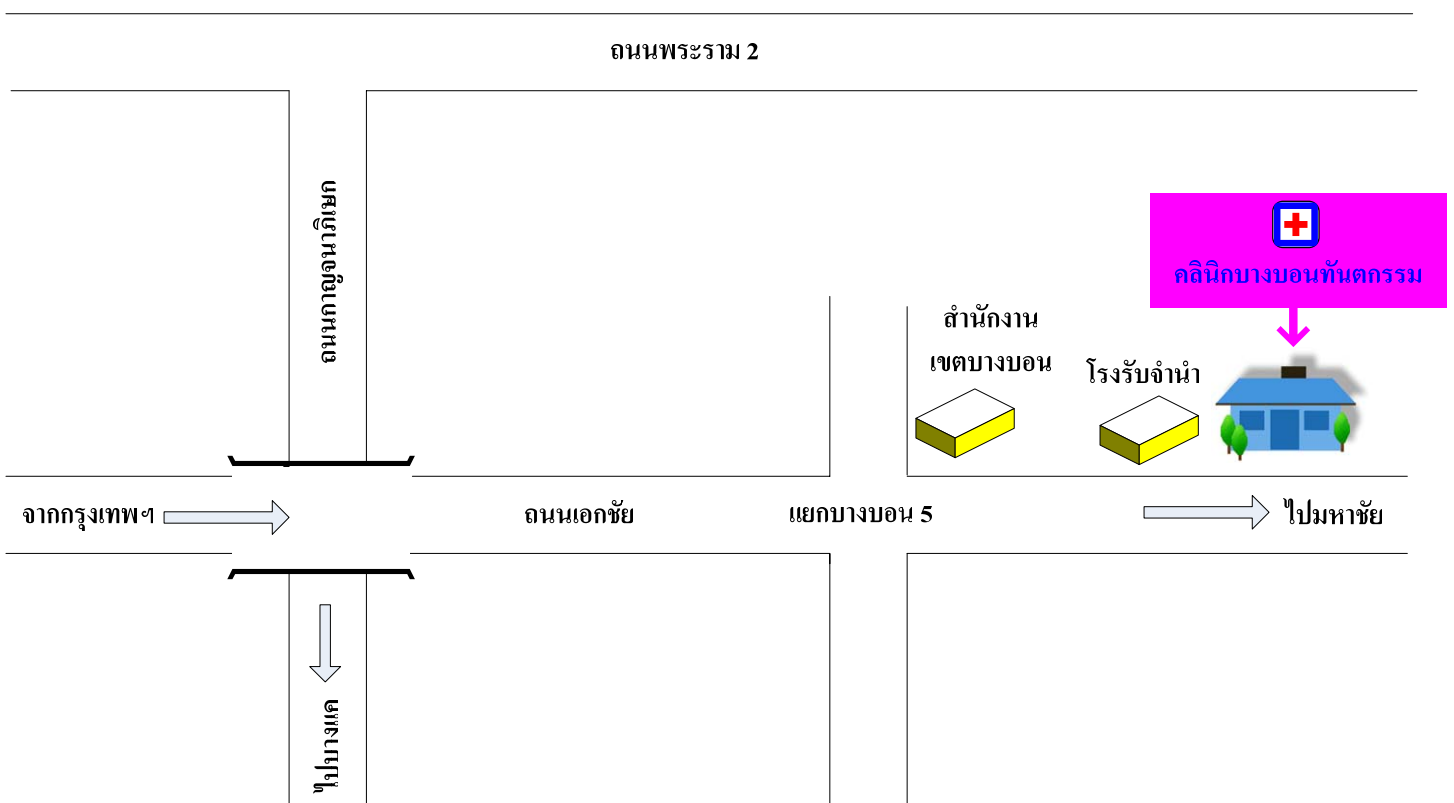 ถนนพระราม 2
ถนนกาญจนาภิเษก
คลินิกบางบอนทันตกรรม
สำนักงาน
เขตบางบอน
โรงรับจำนำ
จากกรุงเทพฯ
ถนนเอกชัย
แยกบางบอน 5
ไปมหาชัย
ไปบางแค